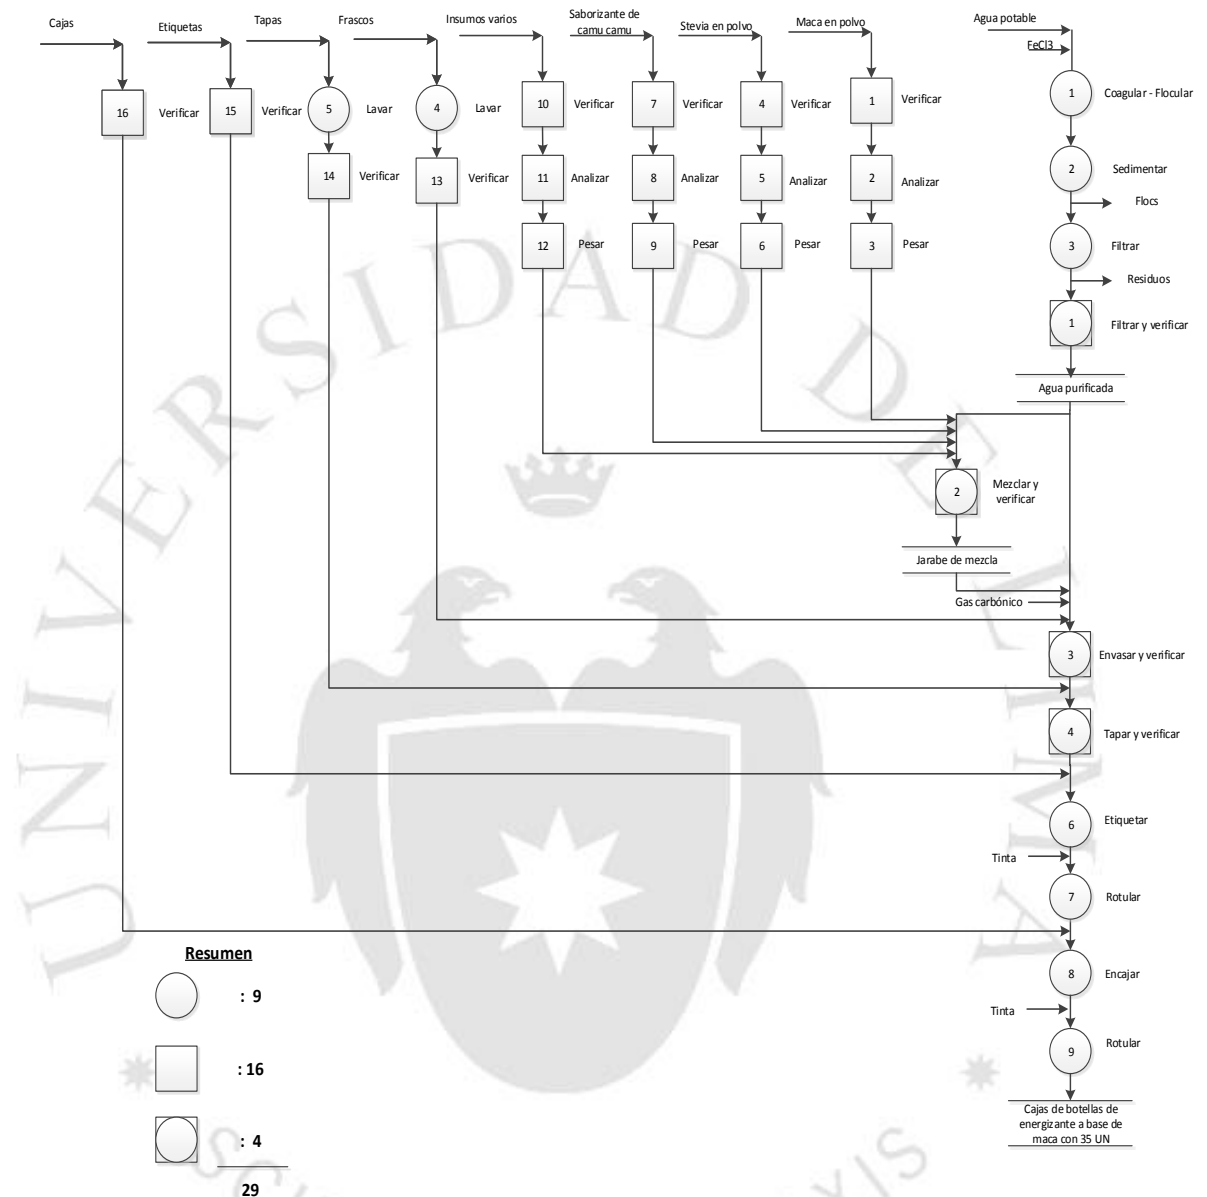 Cajas
Etiquetas
Tapas
Frascos
Insumos varios
Saborizante de
camu camu
Stevia en polvo
Maca en polvo
Agua potable
FeCl3
16 Verificar
15 Verificar
5 Lavar
4 Lavar
10 Verificar
7 Verificar
4 Verificar
1 Verificar
1 Coagular - Flocular
14 Verificar
13 Verificar
11 Analizar
8 Analizar
5 Analizar
2 Analizar
2 Sedimentar
Flocs
12 Pesar
9 Pesar
6 Pesar
3 Pesar
3 Filtrar
Residuos
1 Filtrar y verificar
Agua purificada
2 Mezclar y
verificar
Jarabe de mezcla
Gas carbónico
3 Envasar y verificar
4 Tapar y verificar
6 Etiquetar
Tinta
7 Rotular
8 Encajar
Tinta
9 Rotular
Cajas de botellas de
energizante a base de
maca con 35 UN
Resumen
: 9
: 16
: 4
29
UNIVERSIDAD DE LIMA